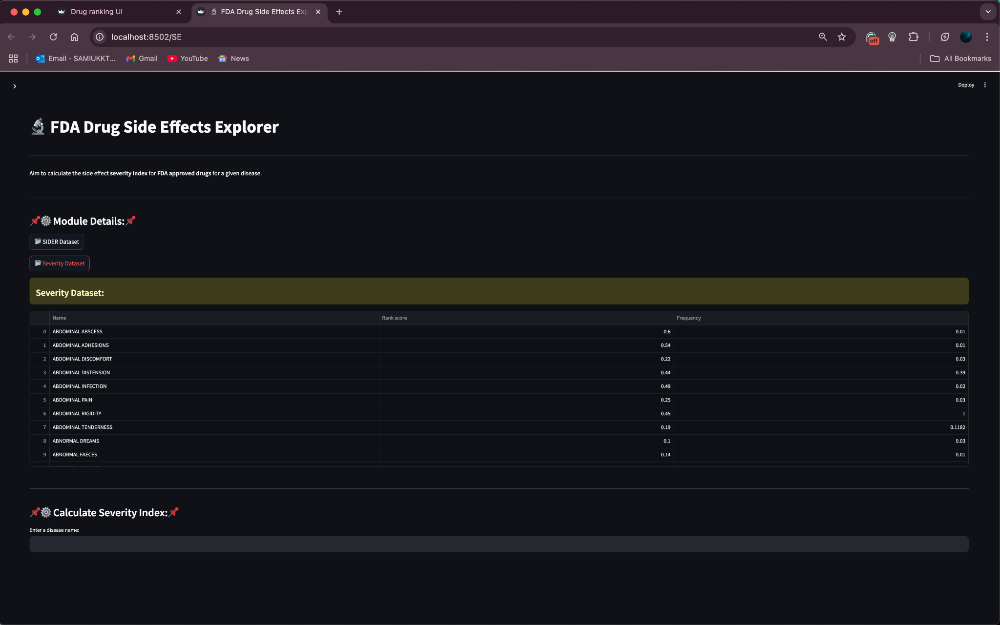 Drug ranking UI
FDA Drug Side Effects Exp
localhost:8502/SE
off
Email - SAMIUKKT...
Gmail
YouTube
News
All Bookmarks
Deploy
FDA Drug Side Effects Explorer
Aim to calculate the side effect severity index for FDA approved drugs for a given disease.
Module Details:
SIDER Dataset
Severity Dataset
Severity Dataset:
Name Rank score Frequency
0 ABDOMINAL ABSCESS 0.6 0.01
1 ABDOMINAL ADHESIONS 0.54 0.01
2 ABDOMINAL DISCOMFORT 0.22 0.03
3 ABDOMINAL DISTENSION 0.44 0.39
4 ABDOMINAL INFECTION 0.49 0.02
5 ABDOMINAL PAIN 0.25 0.03
6 ABDOMINAL RIGIDITY 0.45 1
7 ABDOMINAL TENDERNESS 0.19 0.1182
8 ABNORMAL DREAMS 0.1 0.03
9 ABNORMAL FAECES 0.14 0.01
Calculate Severity Index:
Enter a disease name: